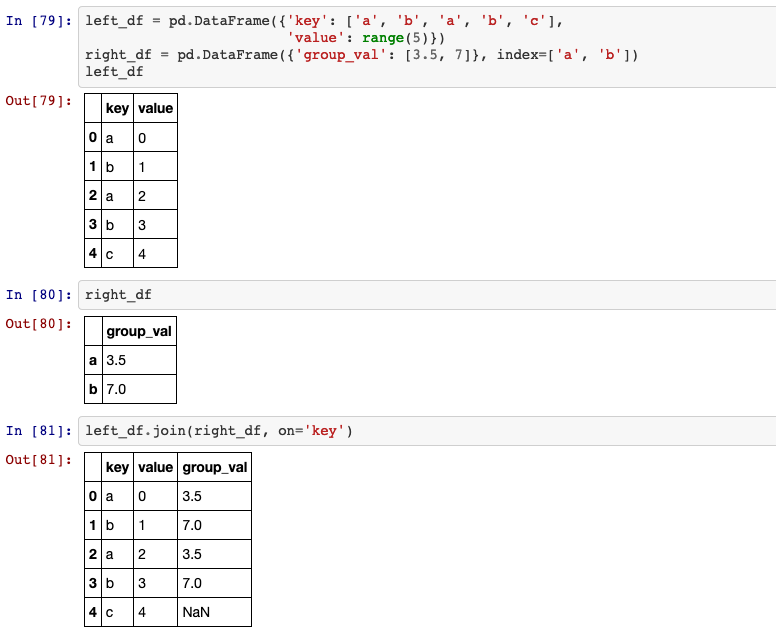 In [79]: left_df = pd.DataFrame({'key': ['a', 'b', 'a', 'b', 'c'],
'value': range(5)})
right_df = pd.DataFrame({'group_val': [3.5, 7]}, index=['a', 'b'])
left_df
Out[79]:
key value
0 a 0
1 b 1
2 a 2
3 b 3
4 c 4
In [80]: right_df
Out[80]:
group_val
a 3.5
b 7.0
In [81]: left_df.join(right_df, on='key')
Out[81]:
key value group_val
0 a 0 3.5
1 b 1 7.0
2 a 2 3.5
3 b 3 7.0
4 c 4 NaN